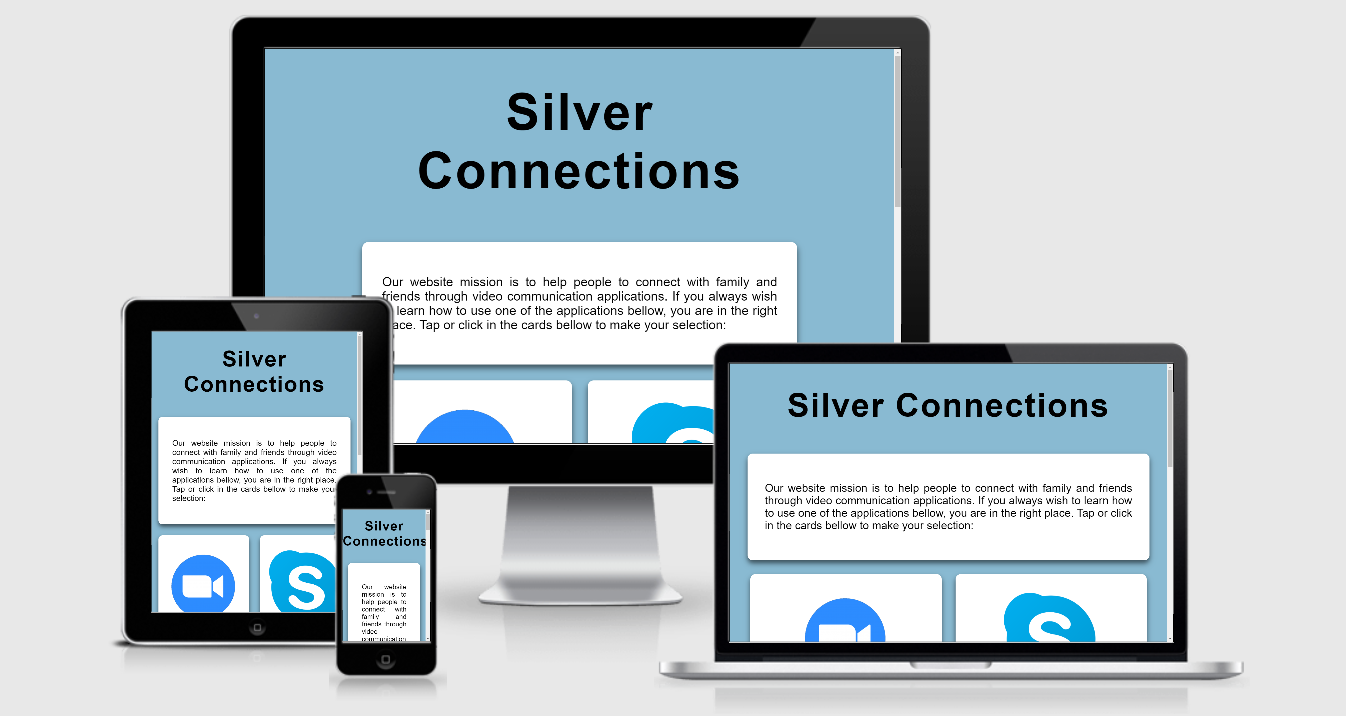 Silver
Connections
Our website mission is to help people to connect with family and
friends through video communication applications. If you always wish
learn how to use one of the applications bellow, you are in the right
place. Tap or click in the cards bellow to make your selection:
Silver
Connections
Our website mission is to help people to
connect with family and friends through video
communication applications. If you always
wish to learn how to use one of the
applications bellow, you are in the right place.
Tap or click in the cards bellow to make your
selection:
S
Silver
Connections
Our website
mission is to
help people to
connect with
family and
friends through
video
communication
Silver Connections
Our website mission is to help people to connect with family and friends
through video communication applications. If you always wish to learn how
to use one of the applications bellow, you are in the right place. Tap or click
in the cards bellow to make your selection:
S